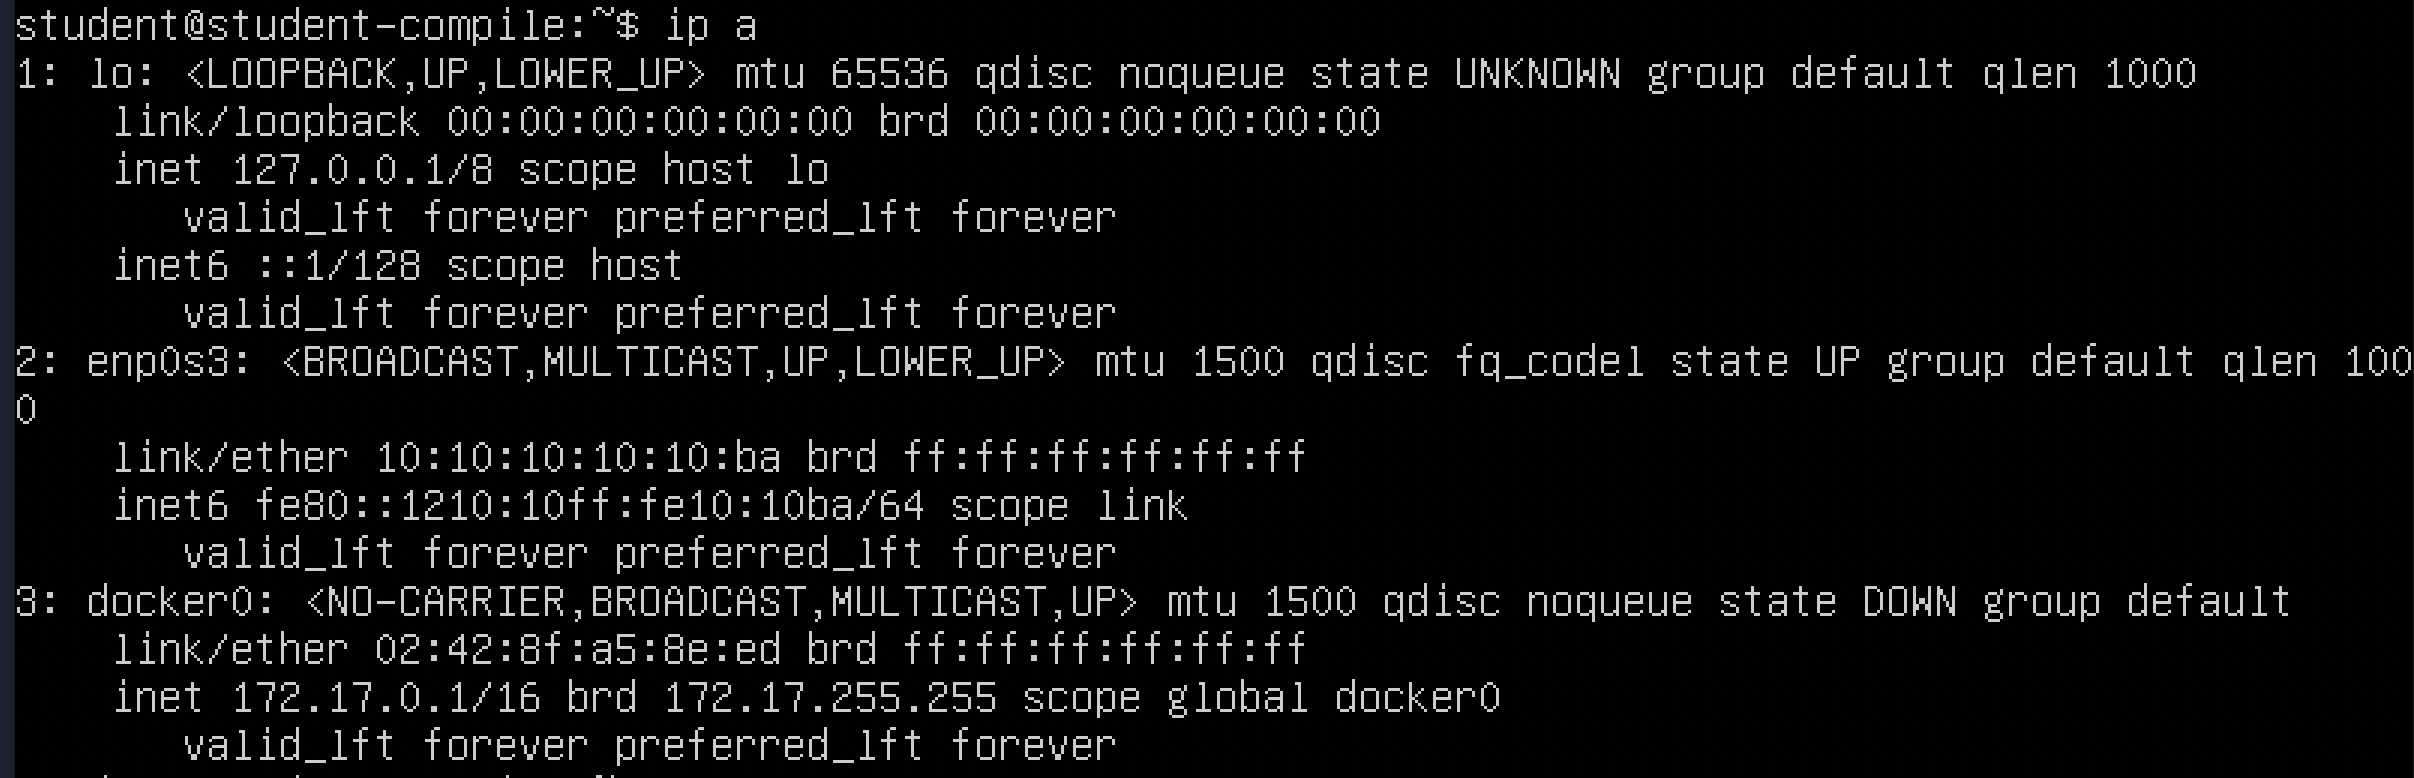 student@student-compile:~$ ip a
1: lo: <LOOPBACK,UP,LOWER_UP> mtu 65536 qdisc noqueue state UNKNOWN group default qlen 1000
    link/loopback 00:00:00:00:00:00 brd 00:00:00:00:00:00
    inet 127.0.0.1/8 scope host lo
       valid_lft forever preferred_lft forever
    inet6 ::1/128 scope host
       valid_lft forever preferred_lft forever
2: enp0s3: <BROADCAST,MULTICAST,UP,LOWER_UP> mtu 1500 qdisc fq_codel state UP group default qlen 100
0
    link/ether 10:10:10:10:10:ba brd ff:ff:ff:ff:ff:ff
    inet6 fe80::1210:10ff:fe10:10ba/64 scope link
       valid_lft forever preferred_lft forever
3: docker0: <NO-CARRIER,BROADCAST,MULTICAST,UP> mtu 1500 qdisc noqueue state DOWN group default
    link/ether 02:42:8f:a5:8e:ed brd ff:ff:ff:ff:ff:ff
    inet 172.17.0.1/16 brd 172.17.255.255 scope global docker0
       valid_lft forever preferred_lft forever